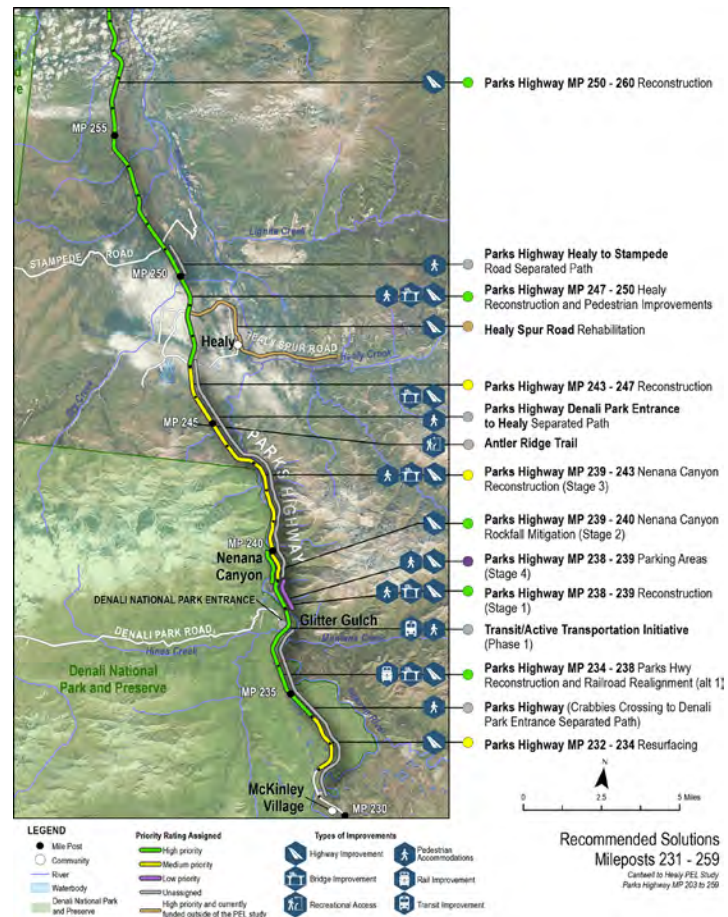 Parks Highway MP 250 - 260 Reconstruction
MP 255
Lignite Creek
STAMPEDE ROAD
MP 250
Parks Highway Healy to Stampede
Road Separated Path
Parks Highway MP 247 - 250 Healy
Reconstruction and Pedestrian Improvements
Healy
HEALY SPUR ROAD
Healy Creek
Healy Spur Road Rehabilitation
Dry Creek
Parks Highway MP 243 - 247 Reconstruction
Parks Highway Denali Park Entrance
to Healy Separated Path
MP 245
PARKS HIGHWAY
Antler Ridge Trail
Parks Highway MP 239 - 243 Nenana Canyon
Reconstruction (Stage 3)
MP 240
Nenana
Canyon
Parks Highway MP 239 - 240 Nenana Canyon
Rockfall Mitigation (Stage 2)
Parks Highway MP 238 - 239 Parking Areas
(Stage 4)
Parks Highway MP 238 - 239 Reconstruction
(Stage 1)
DENALI NATIONAL PARK ENTRANCE
Glitter Gulch
DENALI PARK ROAD
Hines Creek
Transit/Active Transportation Initiative
(Phase 1)
Denali National
Park and Preserve
Parks Highway MP 234 - 238 Parks Hwy
Reconstruction and Railroad Realignment (alt 1)
MP 235
Parks Highway (Crabbies Crossing to Denali
Park Entrance Separated Path)
Parks Highway MP 232 - 234 Resurfacing
McKinley
Village
MP 230
N
0 2.5 5 Miles
LEGEND
Mile Post
Community
River
Waterbody
Denali National Park
and Preserve
Priority Rating Assigned
High priority
Medium priority
Low priority
Unassigned
High priority and currently
funded outside of the PEL study
Types of Improvements
Highway Improvement
Bridge Improvement
Recreational Access
Pedestrian
Accommodations
Rail Improvement
Transit Improvement
Recommended Solutions
Mileposts 231 - 259
Cantwell to Healy PEL Study
Parks Highway MP 203 to 259